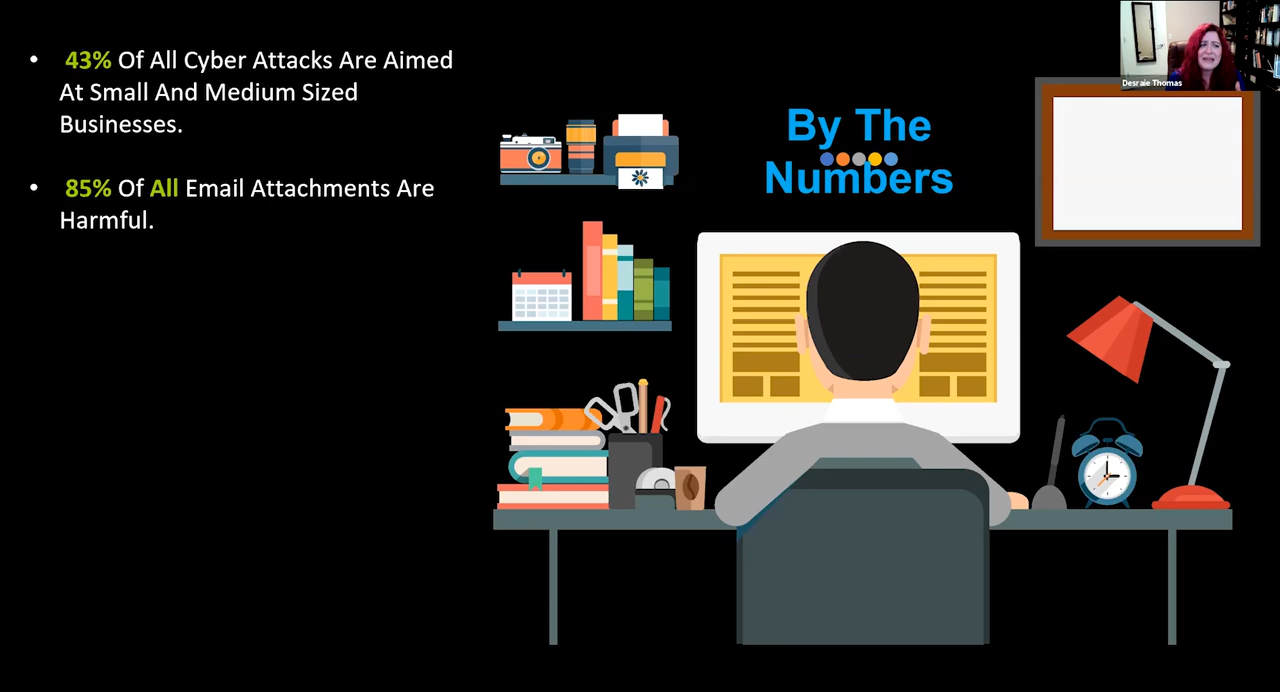 • 43% Of All Cyber Attacks Are Aimed
At Small And Medium Sized
Businesses.
• 85% Of All Email Attachments Are
Harmful.
By The
Numbers
Desraie Thomas